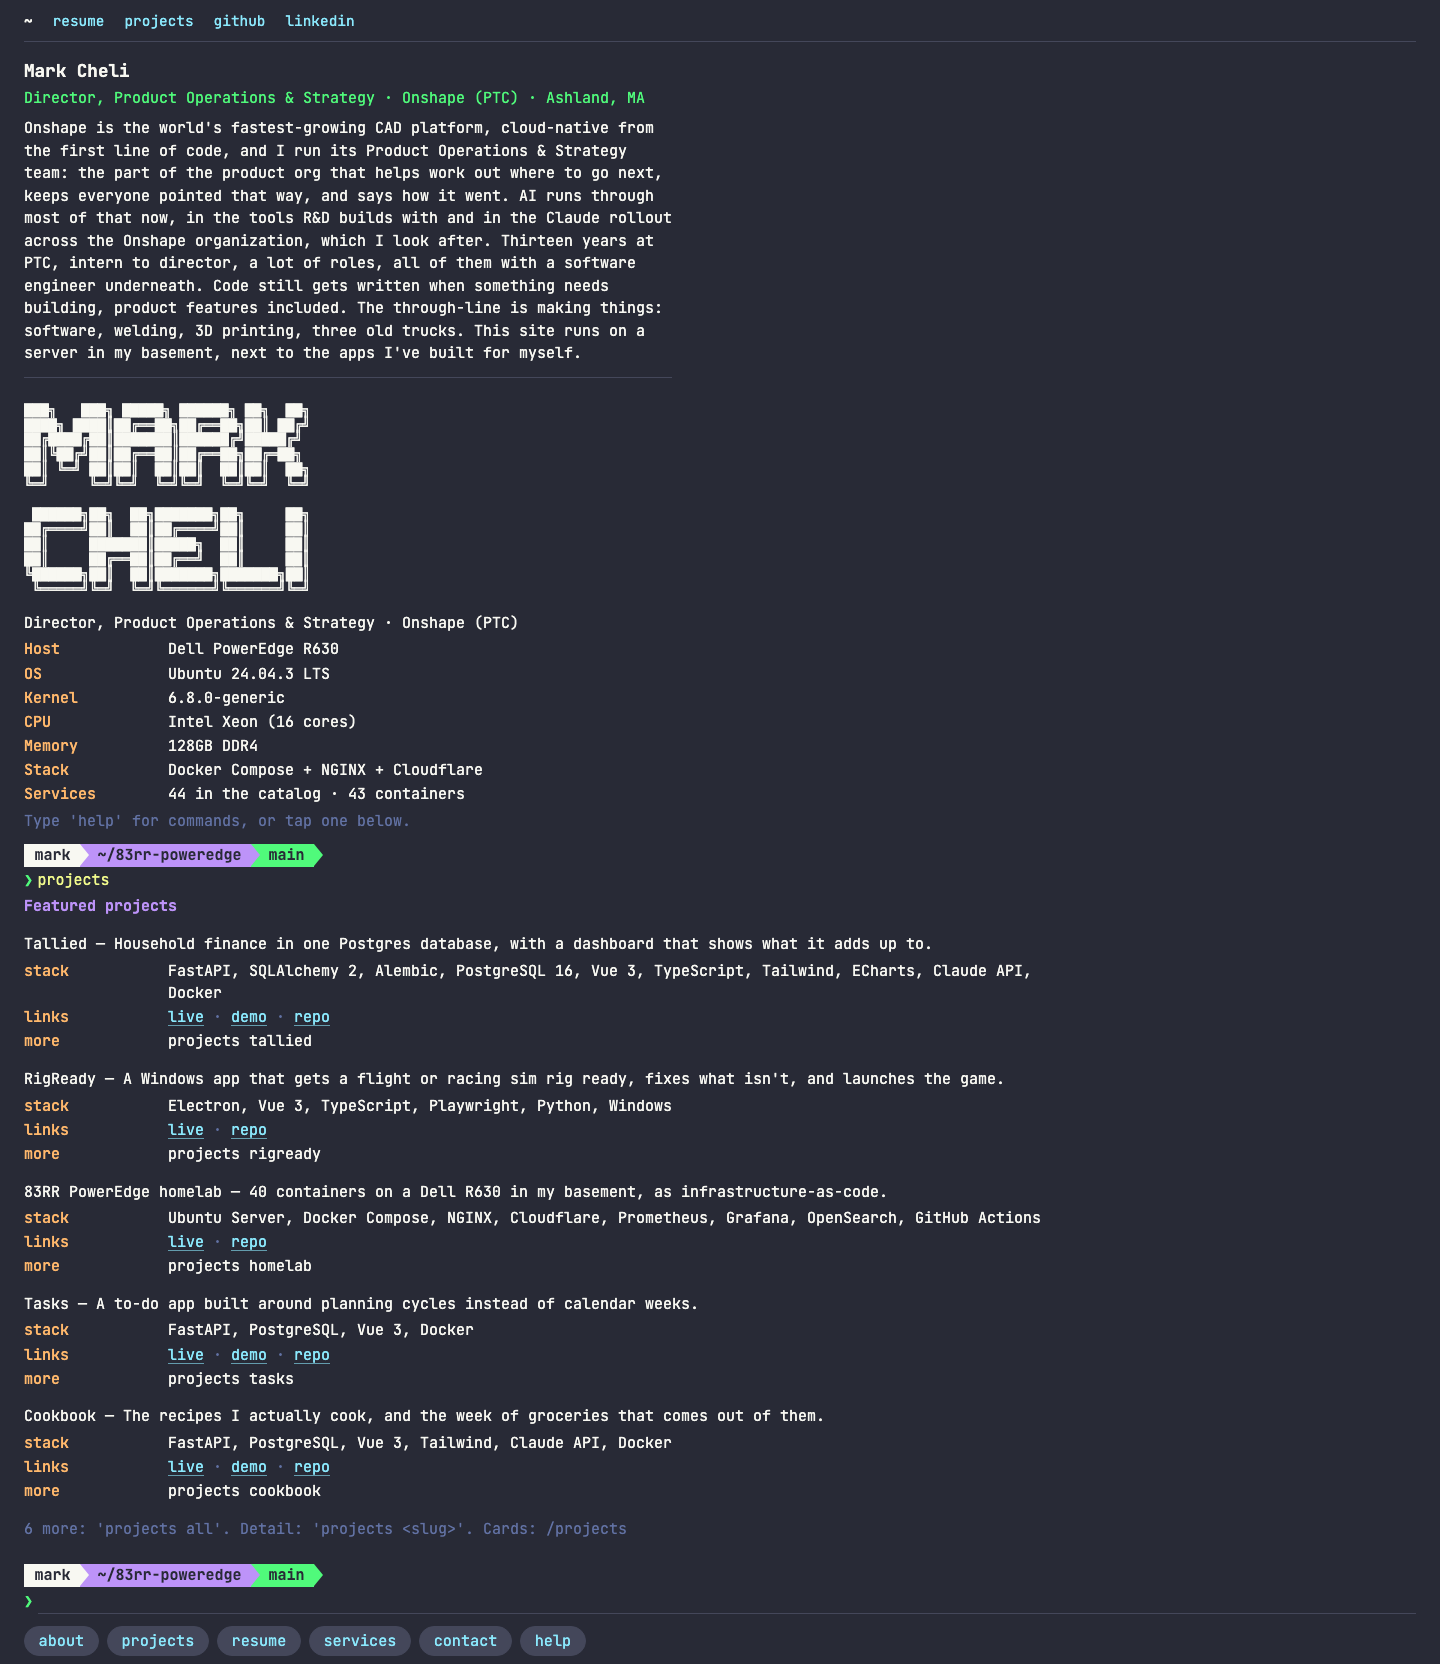 ~ resume projects github linkedin
Mark Cheli
Director, Product Operations & Strategy · Onshape (PTC) · Ashland, MA
Onshape is the world's fastest-growing CAD platform, cloud-native from
the first line of code, and I run its Product Operations & Strategy
team: the part of the product org that helps work out where to go next,
keeps everyone pointed that way, and says how it went. AI runs through
most of that now, in the tools R&D builds with and in the Claude rollout
across the Onshape organization, which I look after. Thirteen years at
PTC, intern to director, a lot of roles, all of them with a software
engineer underneath. Code still gets written when something needs
building, product features included. The through-line is making things:
software, welding, 3D printing, three old trucks. This site runs on a
server in my basement, next to the apps I've built for myself.
MARK
CHELI
Director, Product Operations & Strategy · Onshape (PTC)
Host Dell PowerEdge R630
OS Ubuntu 24.04.3 LTS
Kernel 6.8.0-generic
CPU Intel Xeon (16 cores)
Memory 128GB DDR4
Stack Docker Compose + NGINX + Cloudflare
Services 44 in the catalog · 43 containers
Type 'help' for commands, or tap one below.
mark ~/83rr-poweredge main
❯ projects
Featured projects
Tallied — Household finance in one Postgres database, with a dashboard that shows what it adds up to.
stack FastAPI, SQLAlchemy 2, Alembic, PostgreSQL 16, Vue 3, TypeScript, Tailwind, ECharts, Claude API,
Docker
links live · demo · repo
more projects tallied
RigReady — A Windows app that gets a flight or racing sim rig ready, fixes what isn't, and launches the game.
stack Electron, Vue 3, TypeScript, Playwright, Python, Windows
links live · repo
more projects rigready
83RR PowerEdge homelab — 40 containers on a Dell R630 in my basement, as infrastructure-as-code.
stack Ubuntu Server, Docker Compose, NGINX, Cloudflare, Prometheus, Grafana, OpenSearch, GitHub Actions
links live · repo
more projects homelab
Tasks — A to-do app built around planning cycles instead of calendar weeks.
stack FastAPI, PostgreSQL, Vue 3, Docker
links live · demo · repo
more projects tasks
Cookbook — The recipes I actually cook, and the week of groceries that comes out of them.
stack FastAPI, PostgreSQL, Vue 3, Tailwind, Claude API, Docker
links live · demo · repo
more projects cookbook
6 more: 'projects all'. Detail: 'projects <slug>'. Cards: /projects
mark ~/83rr-poweredge main
❯
about projects resume services contact help